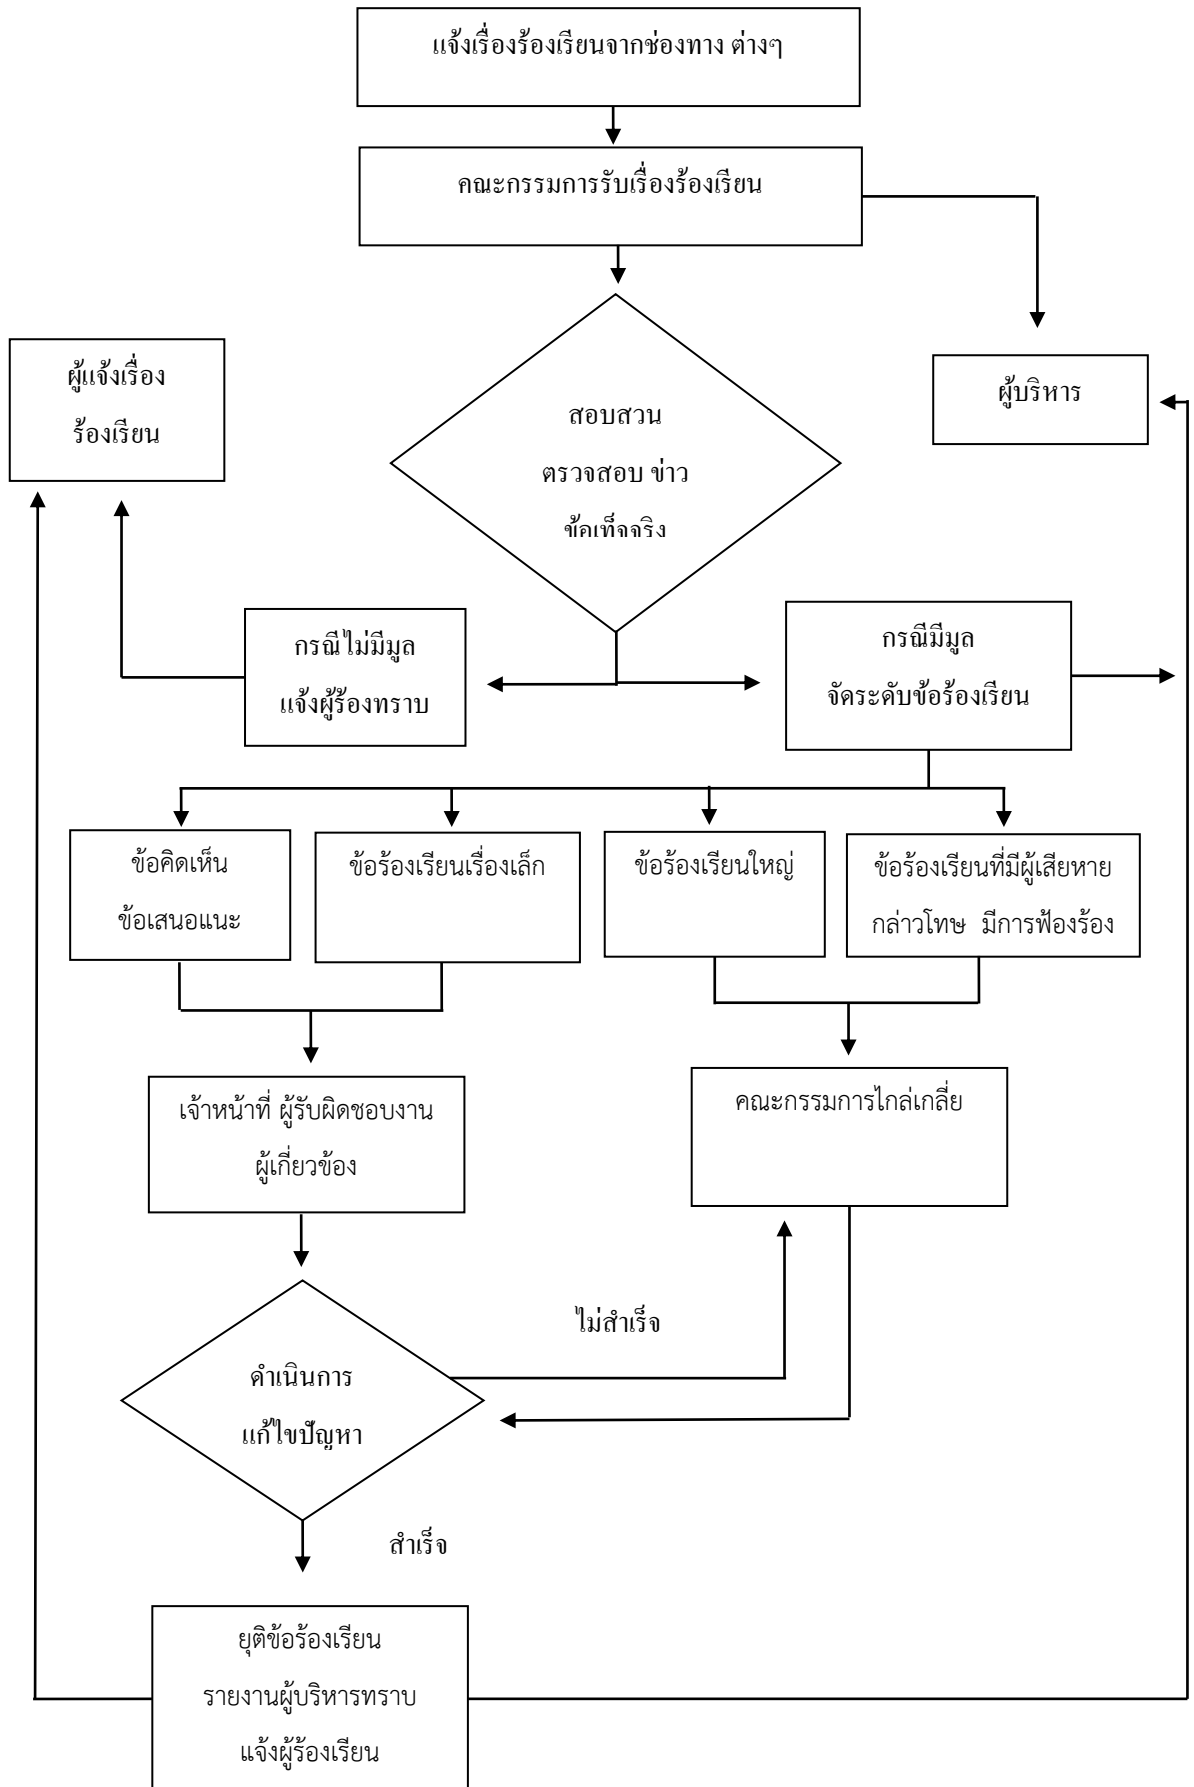 แจ้งเรื่องร้องเรียนจากช่องทาง ต่างๆ
คณะกรรมการรับเรื่องร้องเรียน
ผู้แจ้งเรื่อง
ร้องเรียน
สอบสวน
ตรวจสอบ ข่าว
ข้อเท็จจริง
ผู้บริหาร
กรณีไม่มีมูล
แจ้งผู้ร้องทราบ
กรณีมีมูล
จัดระดับข้อร้องเรียน
ข้อคิดเห็น
ข้อเสนอแนะ
ข้อร้องเรียนเรื่องเล็ก
ข้อร้องเรียนใหญ่
ข้อร้องเรียนที่มีผู้เสียหาย
กล่าวโทษ มีการฟ้องร้อง
เจ้าหน้าที่ ผู้รับผิดชอบงาน
ผู้เกี่ยวข้อง
คณะกรรมการไกล่เกลี่ย
ไม่สำเร็จ
ดำเนินการ
แก้ไขปัญหา
สำเร็จ
ยุติข้อร้องเรียน
รายงานผู้บริหารทราบ
แจ้งผู้ร้องเรียน